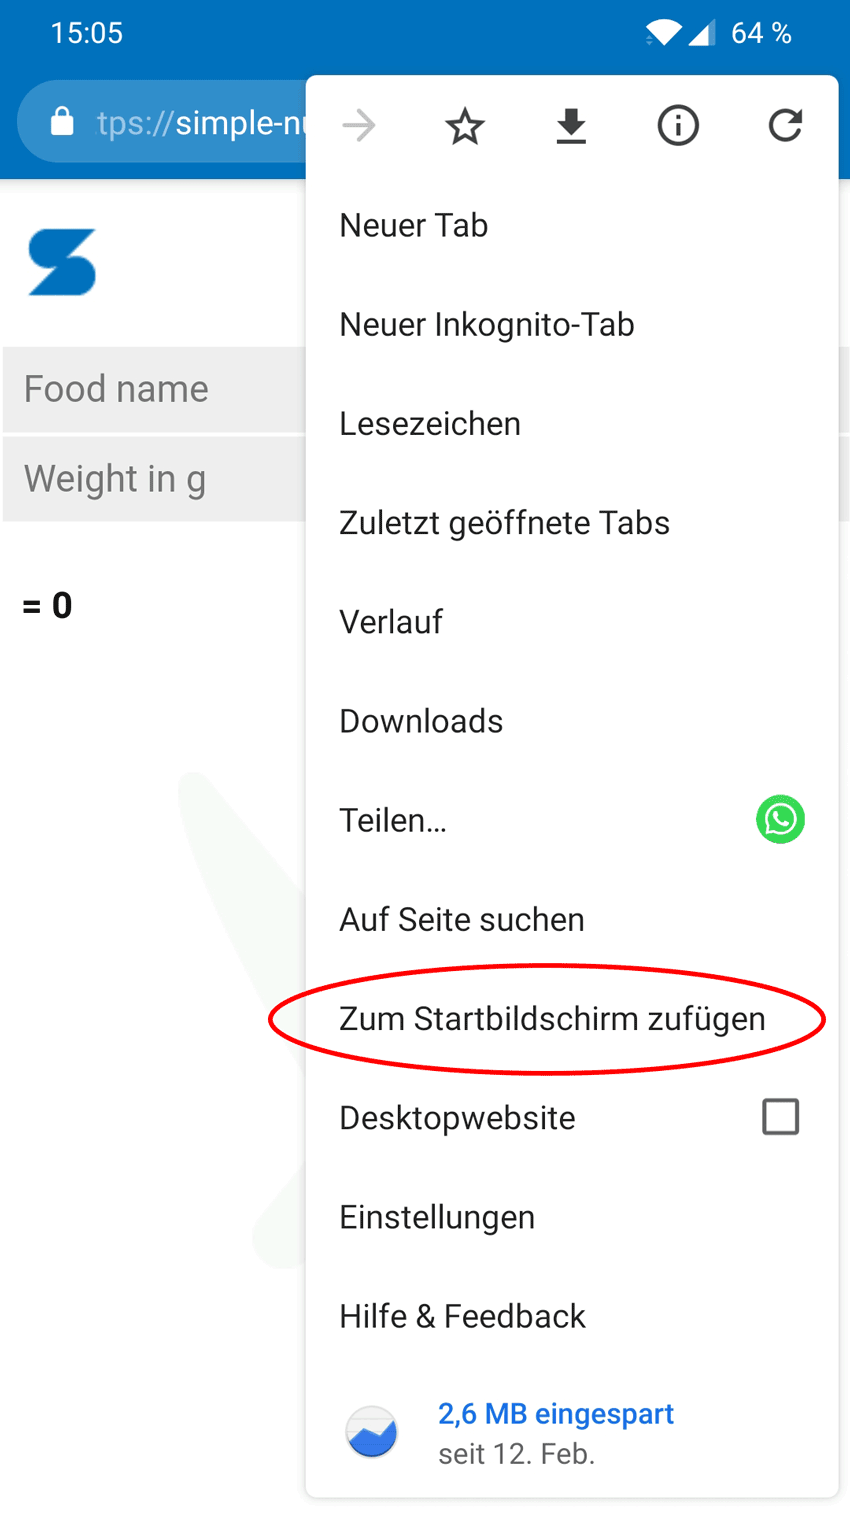 15:05
64 %
tps://simple-n
Neuer Tab
Neuer Inkognito-Tab
Food name
Lesezeichen
Weight in g
Zuletzt geöffnete Tabs
= 0
Verlauf
Downloads
Teilen…
Auf Seite suchen
Zum Startbildschirm zufügen
Desktopwebsite
Einstellungen
Hilfe & Feedback
2,6 MB eingespart
seit 12. Feb.